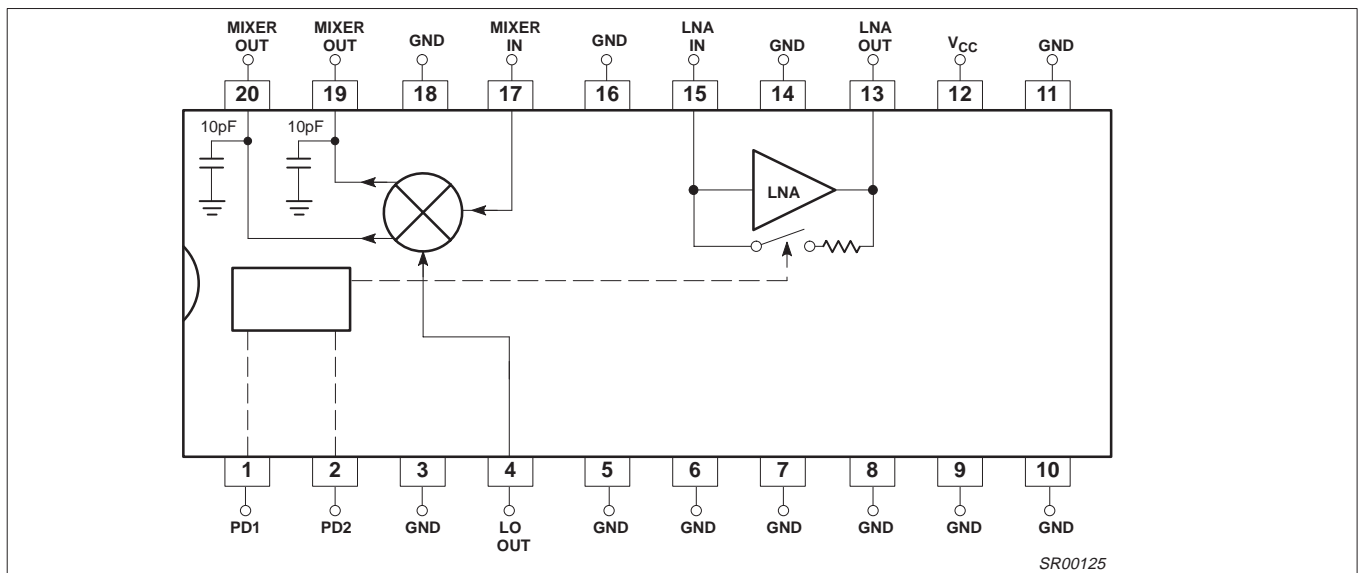 MIXER
OUT
MIXER
OUT
GND
MIXER
IN
GND
LNA
IN
GND
LNA
OUT
VCC
GND
20
19
18
17
16
15
14
13
12
11
10pF
10pF
LNA
1
2
3
4
5
6
7
8
9
10
PD1
PD2
GND
LO
OUT
GND
GND
GND
GND
GND
GND
SR00125